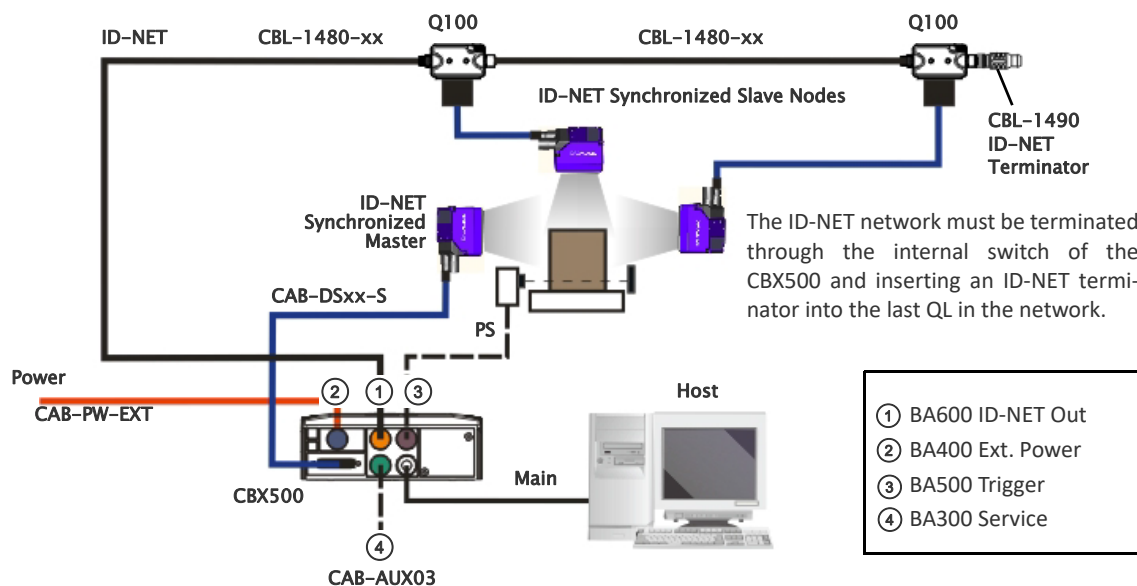 Q100
Q100
ID-NET
CBL-1480-xx
CBL-1480-xx
ID-NET Synchronized Slave Nodes
CBL-1490
ID-NET
Terminator
ID-NET
Synchronized
Master
The ID-NET network must be terminated
through the internal switch of the
CBX500 and inserting an ID-NET termi-
nator into the last QL in the network.
CAB-DSxx-S
PS
Power
CAB-PW-EXT
2
1
3
Host
Main
CBX500
4
CAB-AUX03
1 BA600 ID-NET Out
2 BA400 Ext. Power
3 BA500 Trigger
4 BA300 Service